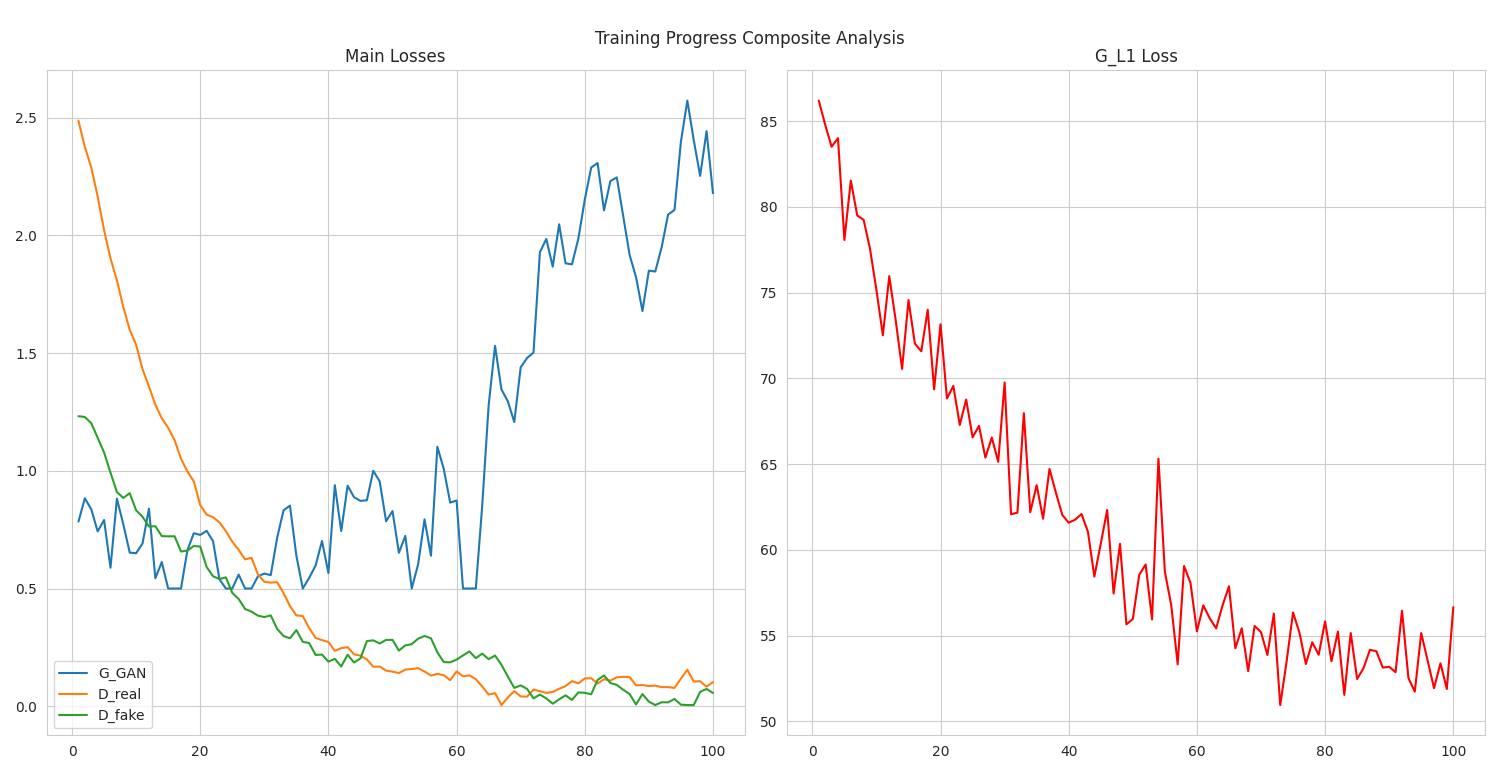 Training Progress Composite Analysis
Main Losses
2.5
2.0
1.5
1.0
0.5
0.0
G_GAN
D_real
D_fake
0 20 40 60 80 100
G_L1 Loss
85
80
75
70
65
60
55
50
0 20 40 60 80 100